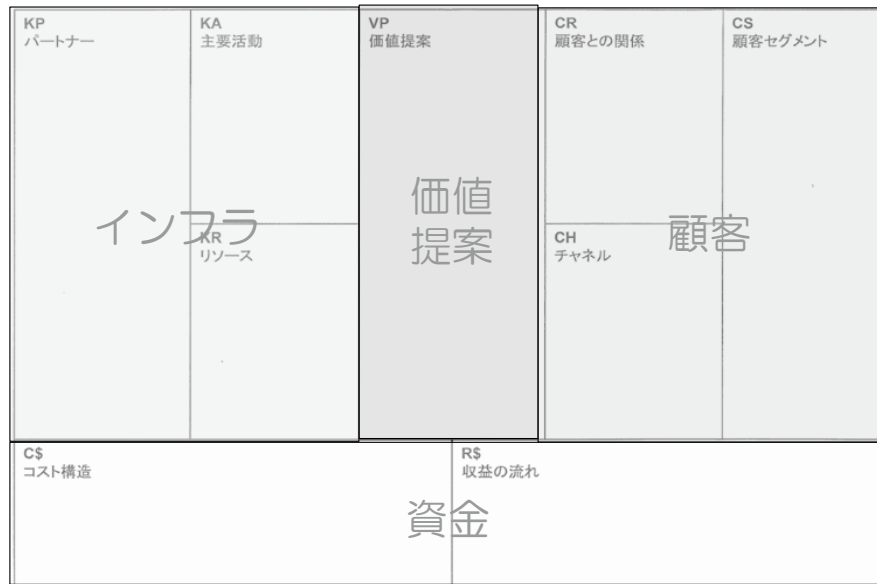 KP
パートナー
KA
主要活動
KR
リソース
インフラ
VP
価値提案
価値
提案
CR
顧客との関係
CH
チャネル
CS
顧客セグメント
顧客
C$
コスト構造
R$
収益の流れ
資金